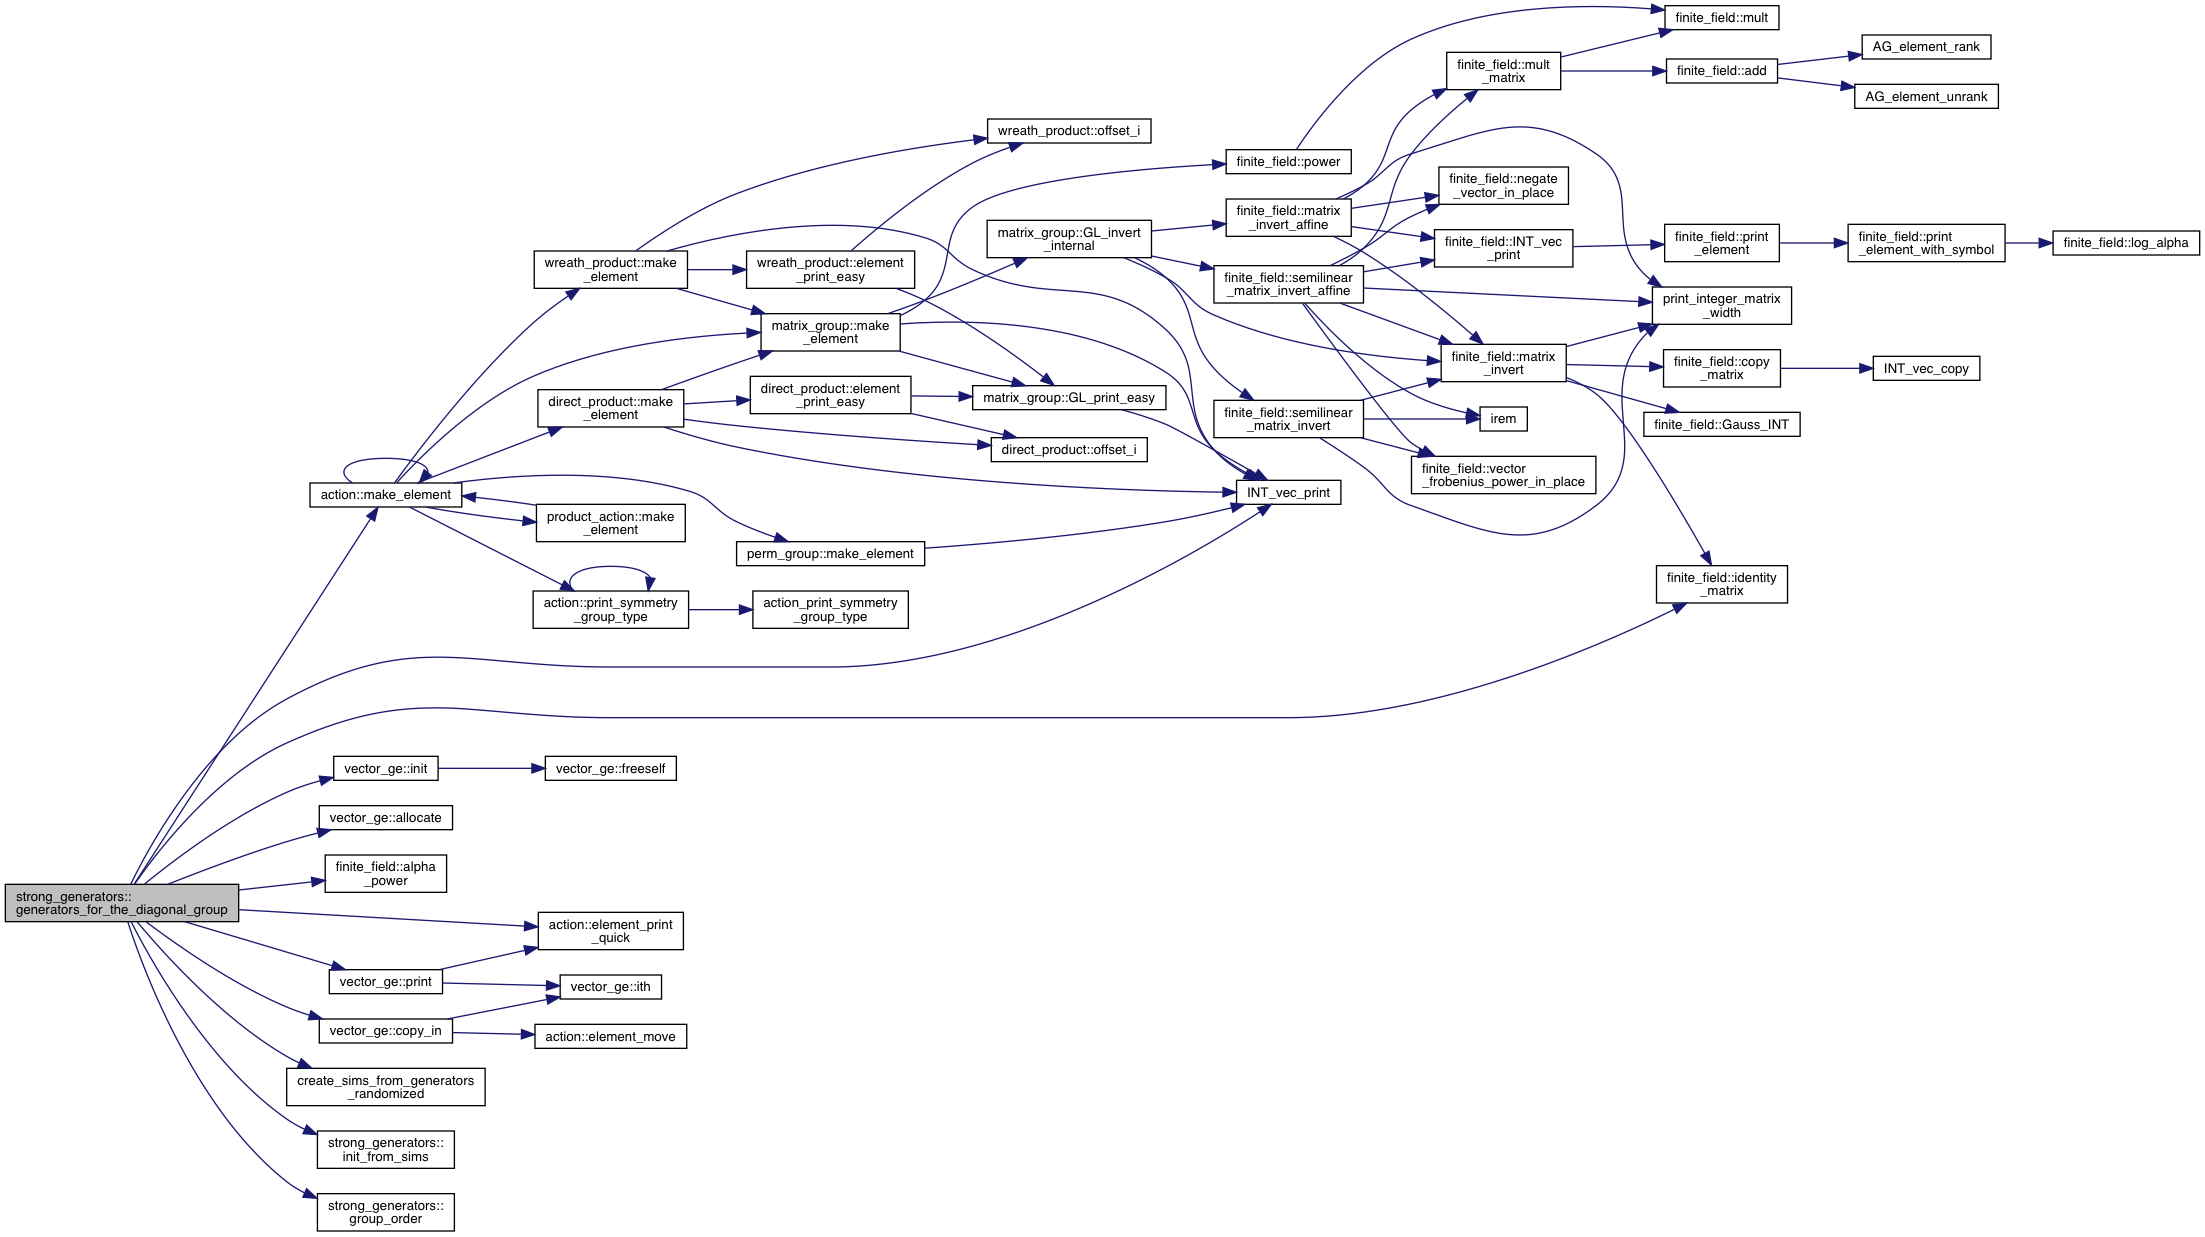 strong_generators::
generators_for_the_diagonal_group
action::make_element
wreath_product::make
_element
wreath_product::offset_i
wreath_product::element
_print_easy
matrix_group::make
_element
direct_product::make
_element
direct_product::element
_print_easy
matrix_group::GL_print_easy
direct_product::offset_i
product_action::make
_element
perm_group::make_element
action::print_symmetry
_group_type
action_print_symmetry
_group_type
INT_vec_print
matrix_group::GL_invert
_internal
finite_field::power
finite_field::matrix
_invert_affine
finite_field::semilinear
_matrix_invert_affine
finite_field::semilinear
_matrix_invert
finite_field::mult
_matrix
finite_field::negate
_vector_in_place
finite_field::INT_vec
_print
finite_field::matrix
_invert
irem
finite_field::vector
_frobenius_power_in_place
finite_field::mult
finite_field::add
AG_element_rank
AG_element_unrank
finite_field::print
_element
finite_field::print
_element_with_symbol
finite_field::log_alpha
print_integer_matrix
_width
finite_field::copy
_matrix
INT_vec_copy
finite_field::Gauss_INT
finite_field::identity
_matrix
vector_ge::init
vector_ge::freeself
vector_ge::allocate
finite_field::alpha
_power
action::element_print
_quick
vector_ge::print
vector_ge::ith
vector_ge::copy_in
action::element_move
create_sims_from_generators
_randomized
strong_generators::
init_from_sims
strong_generators::
group_order